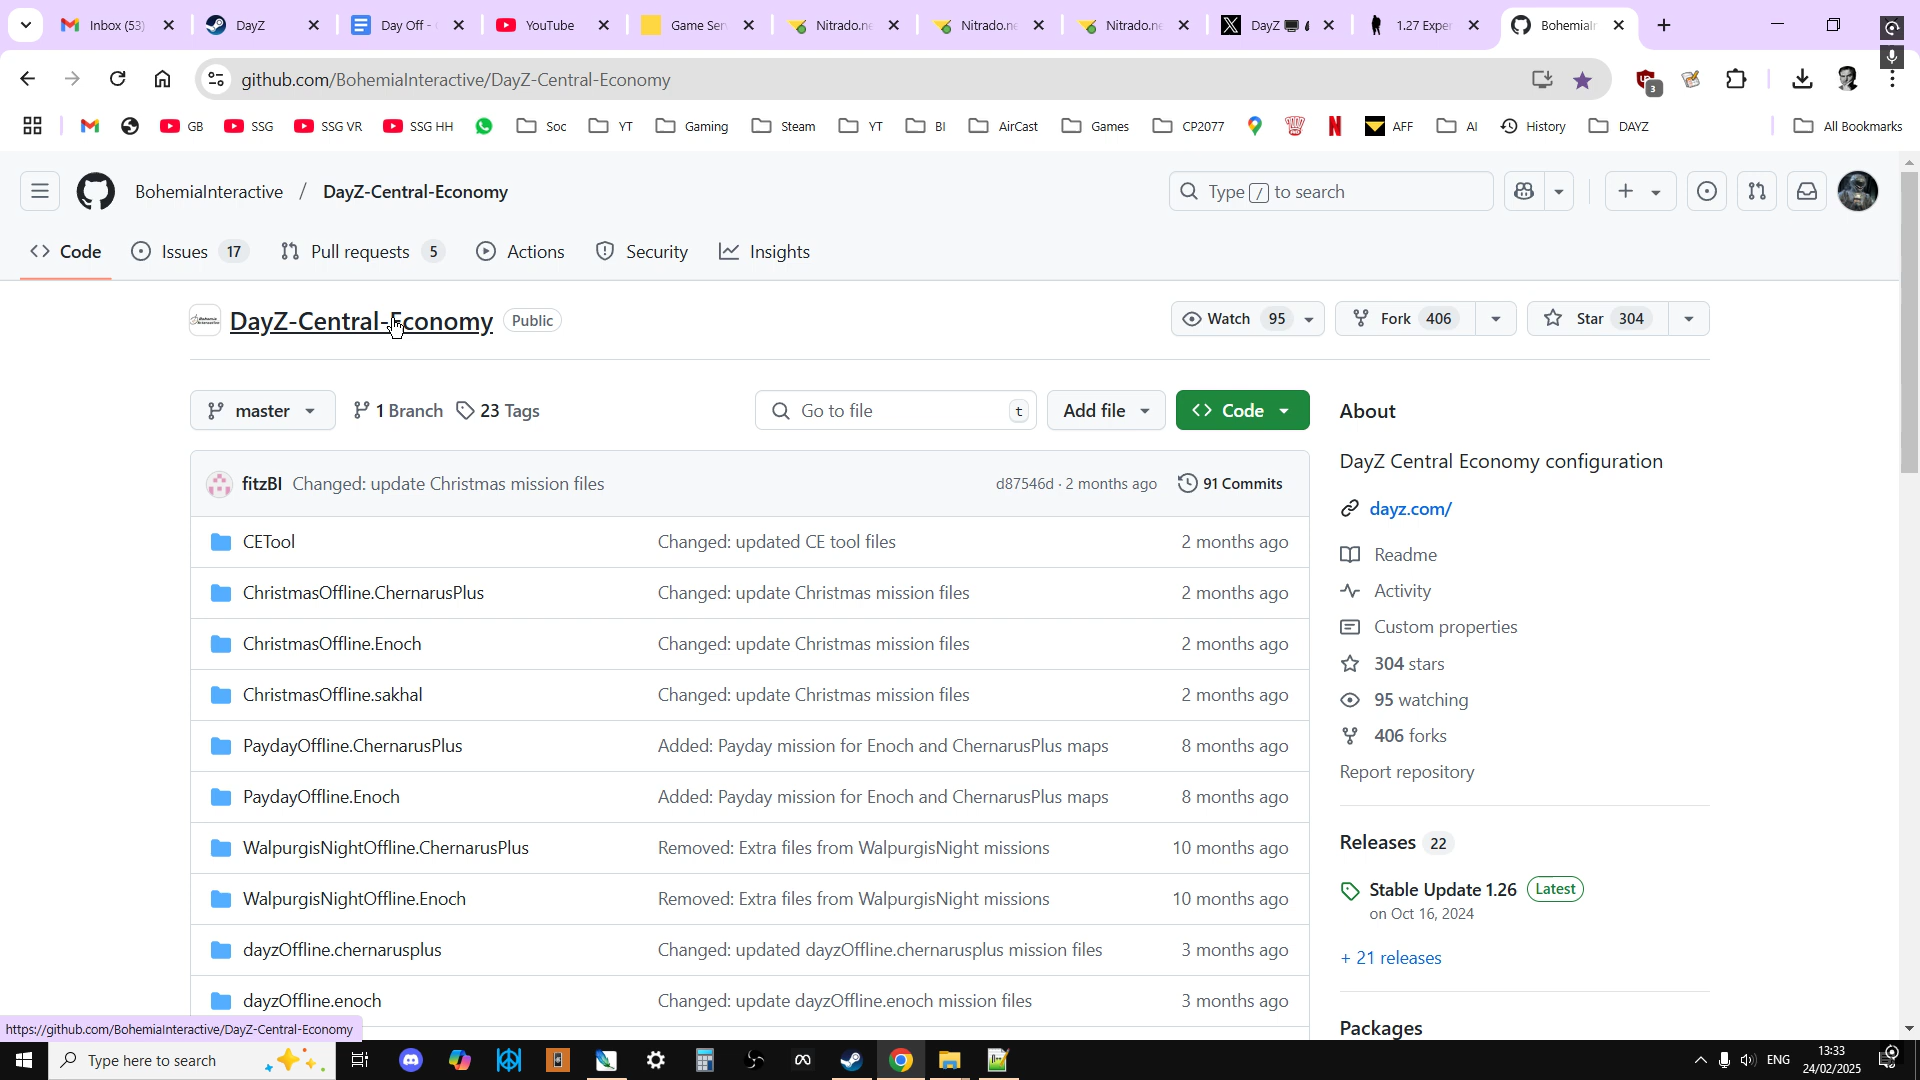 Inbox (53)
DayZ
Day Off -
YouTube
Game Ser
Nitrado.ne
Nitrado.ne
Nitrado.ne
DayZ
1.27 Exper
Bohemiain
github.com/BohemiaInteractive/DayZ-Central-Economy
3
GB
SSG
SSG VR
SSG HH
Soc
YT
Gaming
Steam
YT
BI
AirCast
Games
CP2077
N
AFF
AI
History
DAYZ
All Bookmarks
BohemiaInteractive / DayZ-Central-Economy
Type / to search
Code
Issues 17
Pull requests 5
Actions
Security
Insights
DayZ-Central-Economy Public
Watch 95
Fork 406
Star 304
master
1 Branch
23 Tags
Go to file t
Add file
Code
About
DayZ Central Economy configuration
dayz.com/
Readme
Activity
Custom properties
304 stars
95 watching
406 forks
Report repository
Releases 22
Stable Update 1.26 Latest
on Oct 16, 2024
+ 21 releases
Packages
fitzBI Changed: update Christmas mission files d87546d · 2 months ago 91 Commits
CETool Changed: updated CE tool files 2 months ago
ChristmasOffline.ChernarusPlus Changed: update Christmas mission files 2 months ago
ChristmasOffline.Enoch Changed: update Christmas mission files 2 months ago
ChristmasOffline.sakhal Changed: update Christmas mission files 2 months ago
PaydayOffline.ChernarusPlus Added: Payday mission for Enoch and ChernarusPlus maps 8 months ago
PaydayOffline.Enoch Added: Payday mission for Enoch and ChernarusPlus maps 8 months ago
WalpurgisNightOffline.ChernarusPlus Removed: Extra files from WalpurgisNight missions 10 months ago
WalpurgisNightOffline.Enoch Removed: Extra files from WalpurgisNight missions 10 months ago
dayzOffline.chernarusplus Changed: updated dayzOffline.chernarusplus mission files 3 months ago
dayzOffline.enoch Changed: update dayzOffline.enoch mission files 3 months ago
https://github.com/BohemiaInteractive/DayZ-Central-Economy
Type here to search
ENG
13:33
24/02/2025